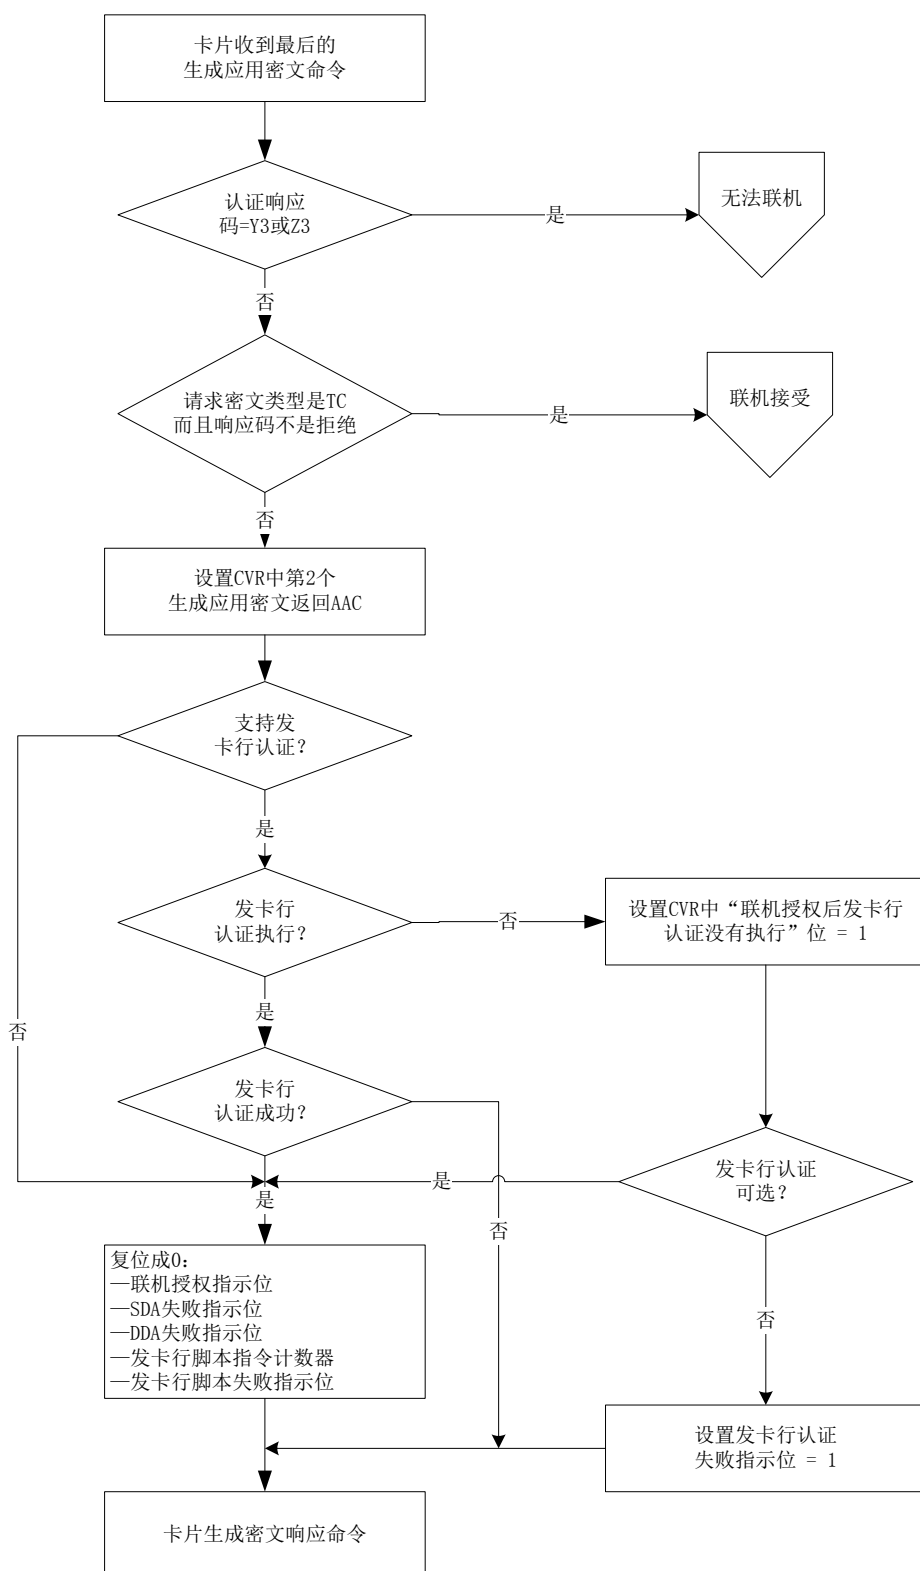 卡片收到最后的
生成应用密文命令
认证响应
码=Y3或Z3
是
无法联机
否
请求密文类型是TC
而且响应码不是拒绝
是
联机接受
否
设置CVR中第2个
生成应用密文返回AAC
支持发
卡行认证?
是
发卡行
认证执行?
否
设置CVR中“联机授权后发卡行
认证没有执行”位 = 1
是
否
发卡行
认证成功?
发卡行认证
可选?
是
是
否
复位成0:
—联机授权指示位
—SDA失败指示位
—DDA失败指示位
—发卡行脚本指令计数器
—发卡行脚本失败指示位
否
设置发卡行认证
失败指示位 = 1
卡片生成密文响应命令